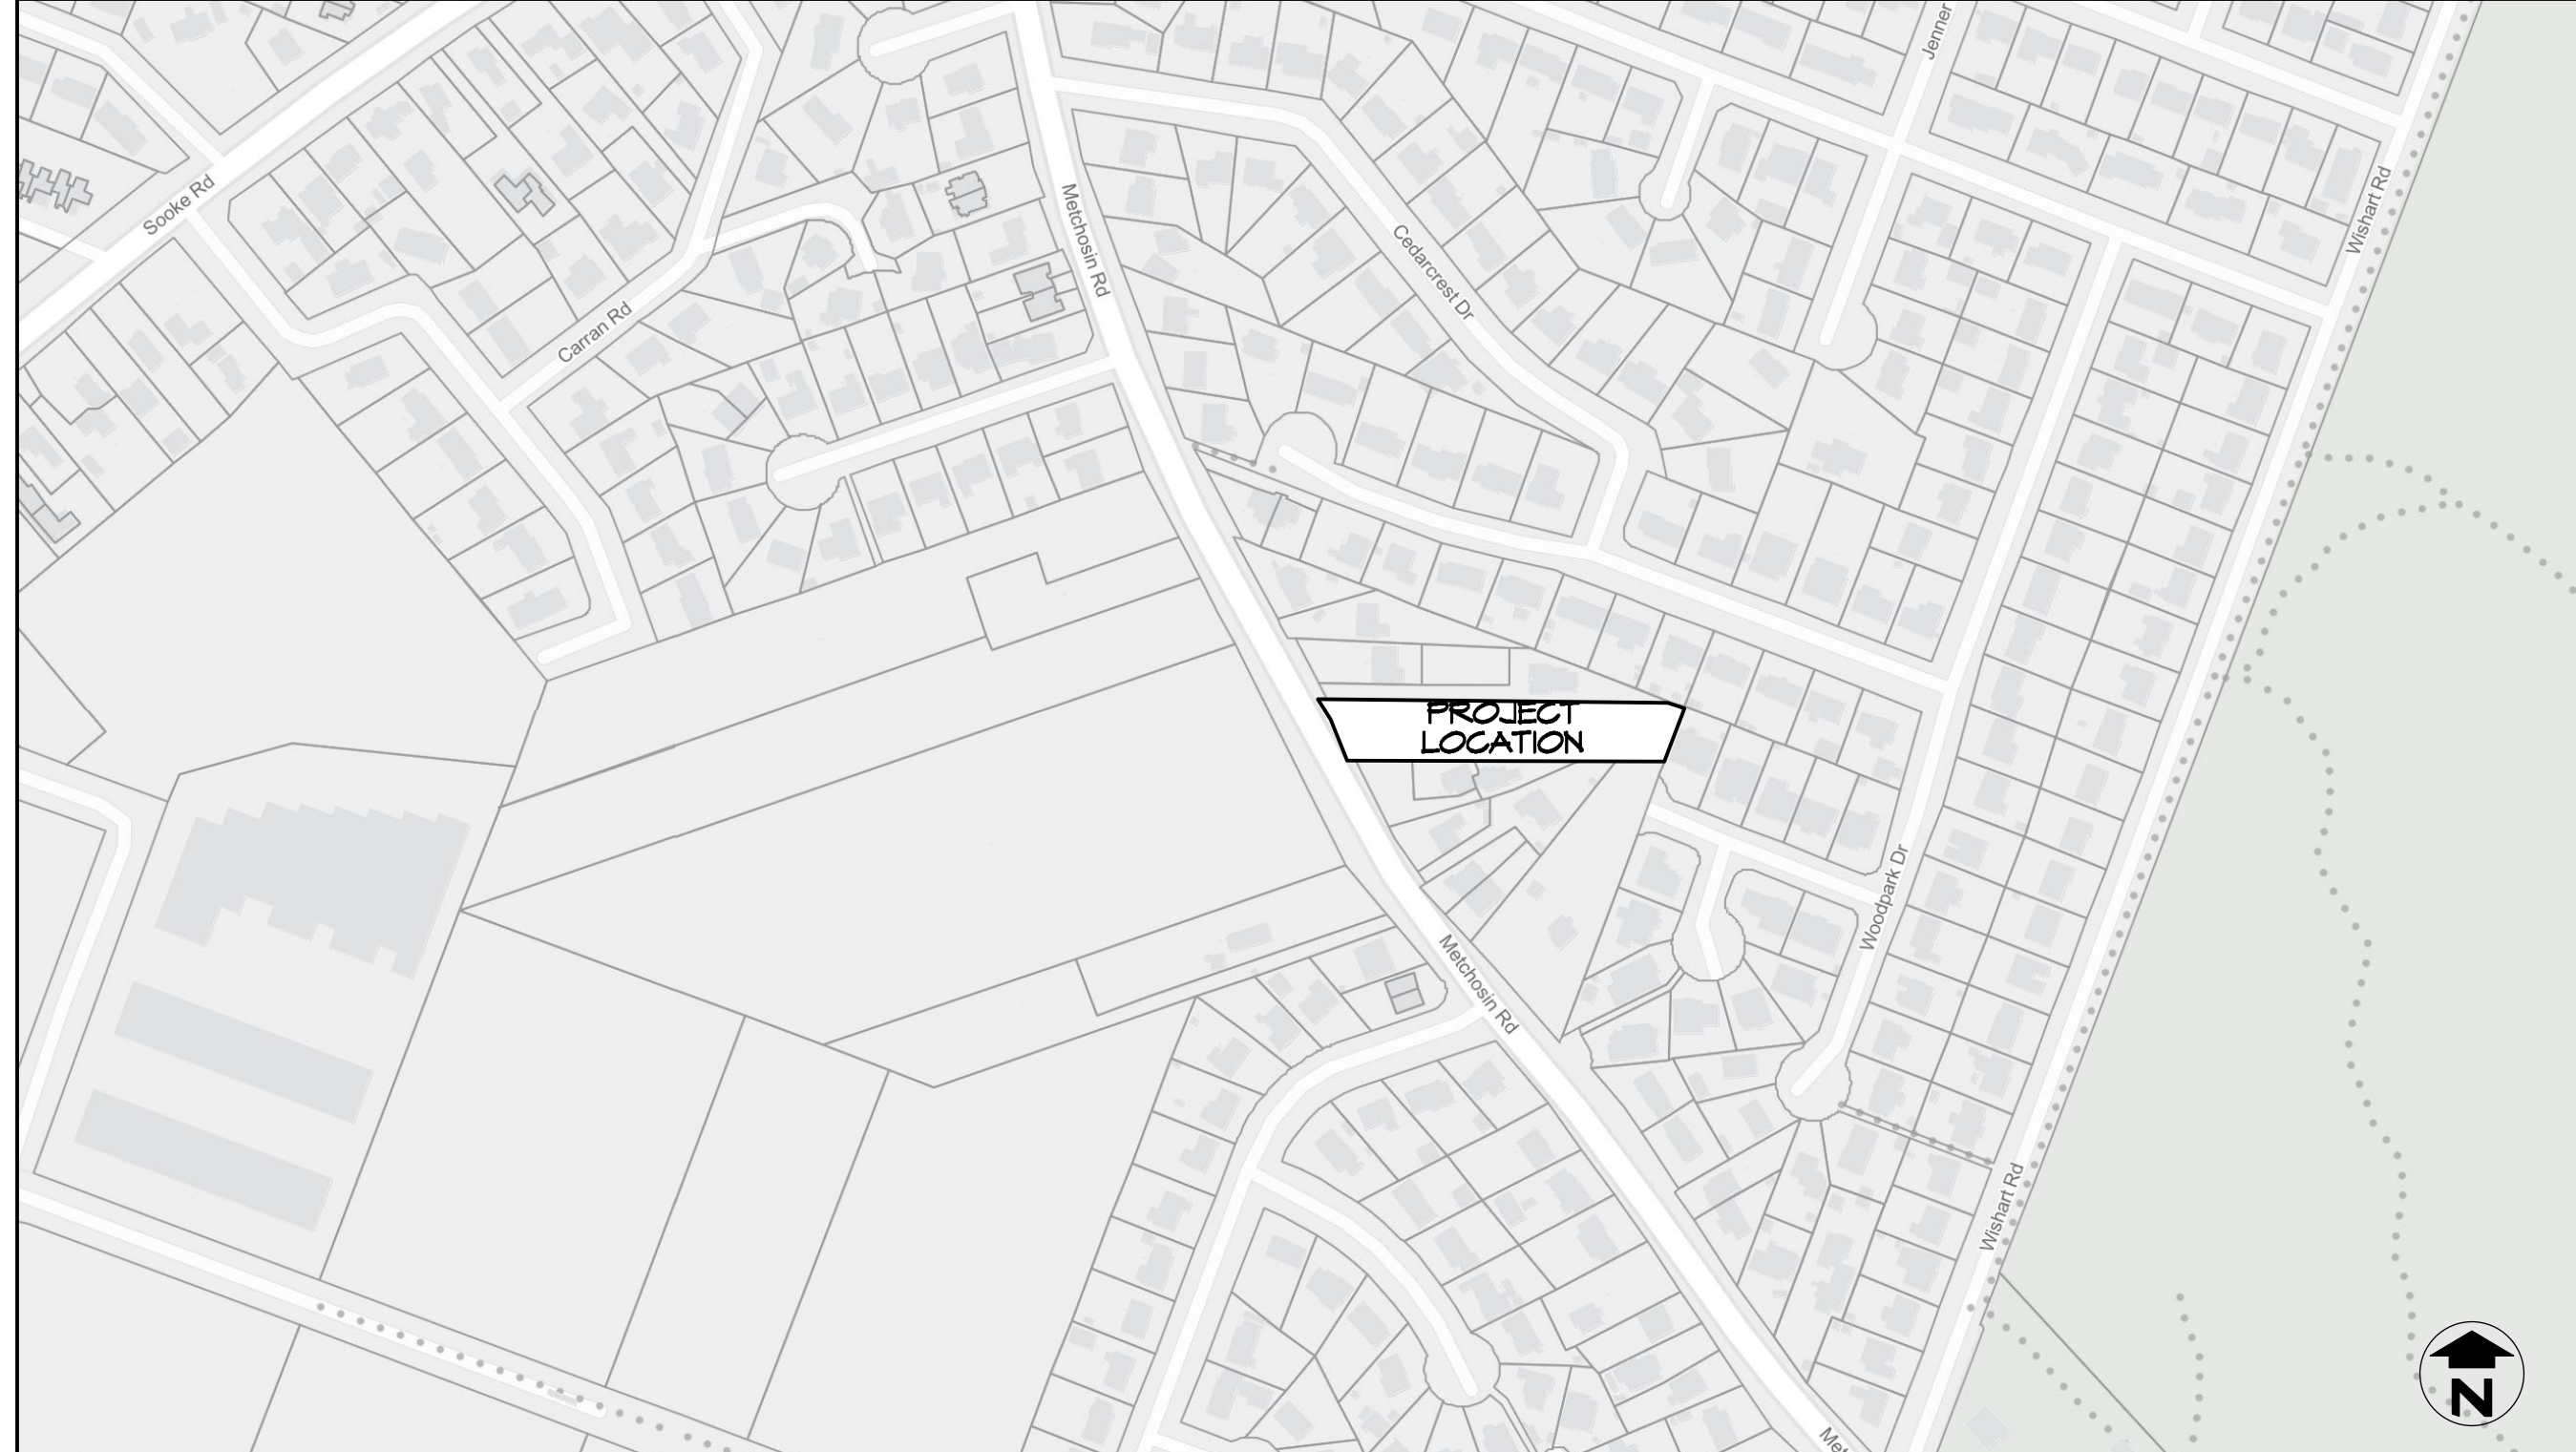 Jenner
Sooke Rd
Metchosin Rd
Wishart Rd
Cedarcrest Dr
Carran Rd
PROJECT
LOCATION
Woodpark Dr
Metchosin Rd
Wishart Rd
N